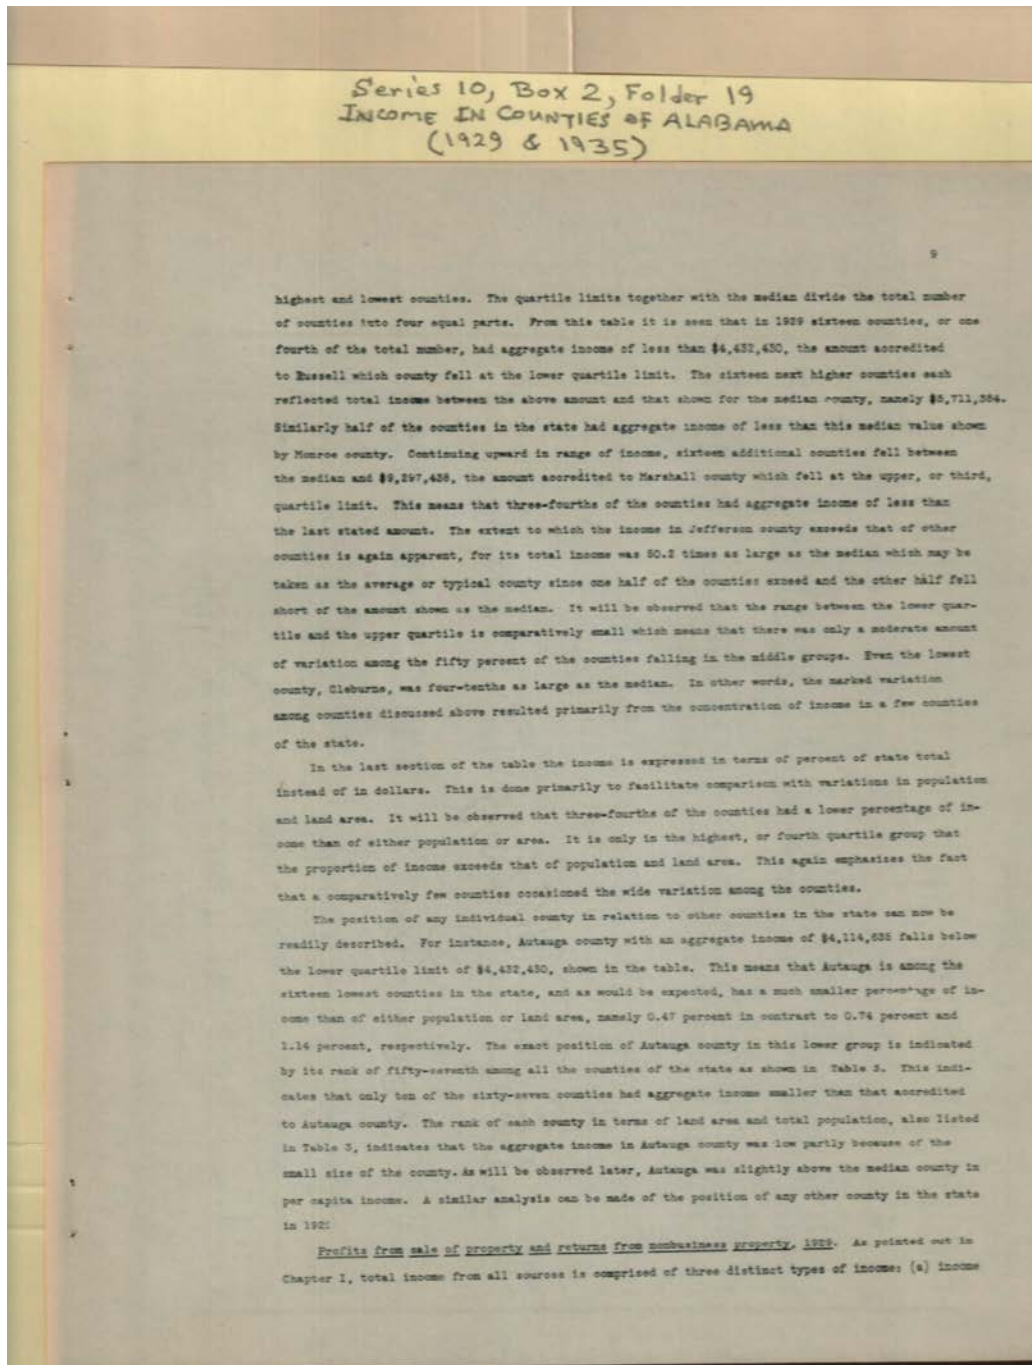 Series 10, Box 2, Folder 19
INCOME IN COUNTIES OF ALABAMA
(1929 & 1935)
9
highest and lowest counties. The quartile limits together with the median divide the total number
of counties into four equal parts. From this table it is seen that in 1929 sixteen counties, or one
fourth of the total number, had aggregate income of less than $4,432,430, the amount accredited
to Russell which county fell at the lower quartile limit. The sixteen next higher counties each
reflected total income between the above amount and that shown for the median county, namely
Similarly half of the counties in the state had aggregate income of less than this median value shown
by Monroe county. Continuing upward in range of income, sixteen additional counties fell between
the median and the amount accredited to Marshall county which fell at the upper, or third,
quartile limit. This means that three-fourths of the counties had aggregate income of less than
the last stated amount. The extent to which the income in Jefferson county exceeds that of other
counties is again apparent, for its total income was 50.2 times as large as the median which may be
taken as the average or typical county since one half of the counties exceed and the other half fell
short of the amount shown as the median. It will be observed that the range between the lower quar-
tile and the upper quartile is comparatively small which means that there was only a moderate amount
of variation among the fifty percent of the counties falling in the middle groups. Even the lowest
county, Cleburne, was four-tenths as large as the median. In other words, the marked variation
among counties discussed above resulted primarily from the concentration of income in a few counties
of the state.
In the last section of the table the income is expressed in terms of percent of state total
instead of in dollars. This is done primarily to facilitate comparison with variations in population
and land area. It will be observed that three-fourths of the counties had a lower percentage of in-
come than of either population or area. It is only in the highest, or fourth quartile group that
the proportion of income exceeds that of population and land area. This again emphasizes the fact
that a comparatively few counties occasioned the wide variation among the counties.
The position of any individual county in relation to other counties in the state can now be
readily described. For instance, Autauga county with an aggregate income of $4,114,635 falls below
the lower quartile limit of $4,432,430, shown in the table. This means that Autauga is among the
sixteen lowest counties in the state, and as would be expected, has a much smaller percentage of in-
come than of either population or land area, namely 0.47 percent in contrast to 0.74 percent and
1.14 percent, respectively. The exact position of Autauga county in this lower group is indicated
by its rank of fifty-seventh among all the counties of the state as shown in Table 3. This indi-
cates that only ten of the sixty-seven counties had aggregate income smaller than that accredited
to Autauga county. The rank of each county in terms of land area and total population, also listed
in Table 3, indicates that the aggregate income in Autauga county was low partly because of the
small size of the county. As will be observed later, Autauga was slightly above the median county in
per capita income. A similar analysis can be made of the position of any other county in the state
in
Profits from sale of property and returns from nonbusiness property, 1929. As pointed out in
Chapter I, total income from all sources is comprised of three distinct types of income: (a) income